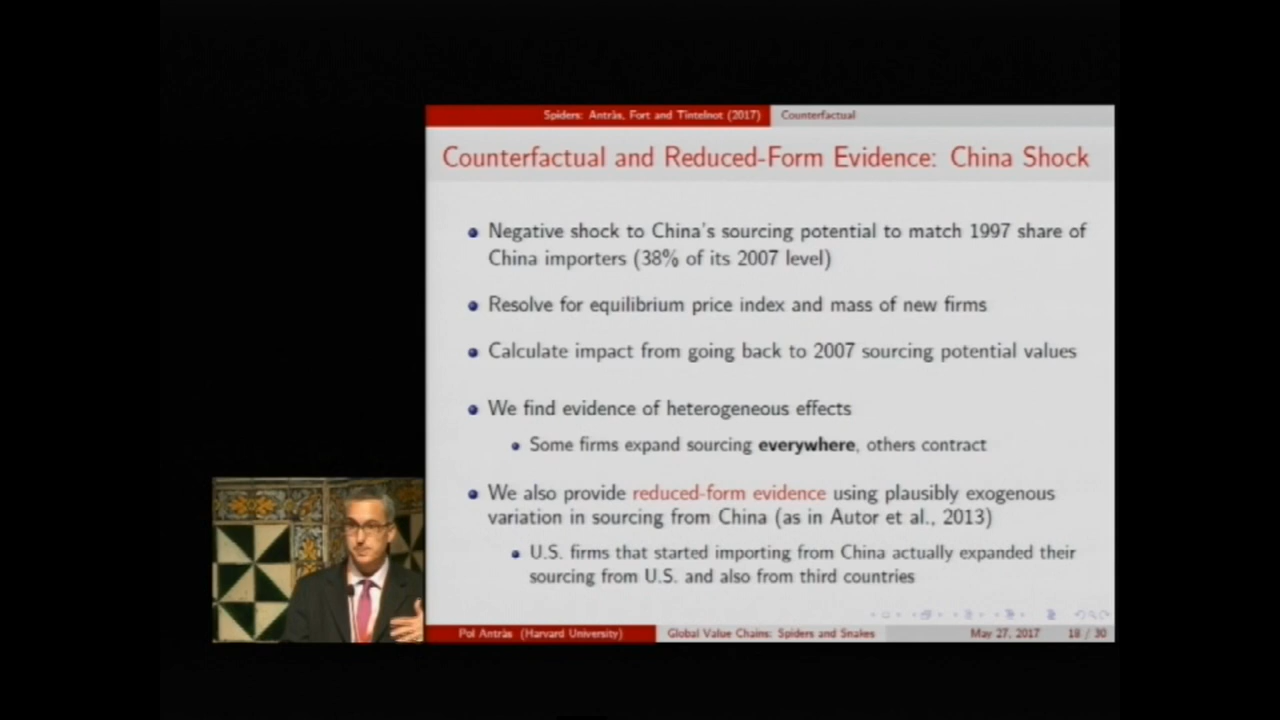 Spiders: Antràs, Fort and Tintelnot (2017) Counterfactual
Counterfactual and Reduced-Form Evidence: China Shock
Negative shock to China's sourcing potential to match 1997 share of
China importers (38% of its 2007 level)
Resolve for equilibrium price index and mass of new firms
Calculate impact from going back to 2007 sourcing potential values
We find evidence of heterogeneous effects
Some firms expand sourcing everywhere, others contract
We also provide reduced-form evidence using plausibly exogenous
variation in sourcing from China (as in Autor et al., 2013)
U.S. firms that started importing from China actually expanded their
sourcing from U.S. and also from third countries
Pol Antràs (Harvard University) Global Value Chains: Spiders and Snakes May 27, 2017 18 / 30